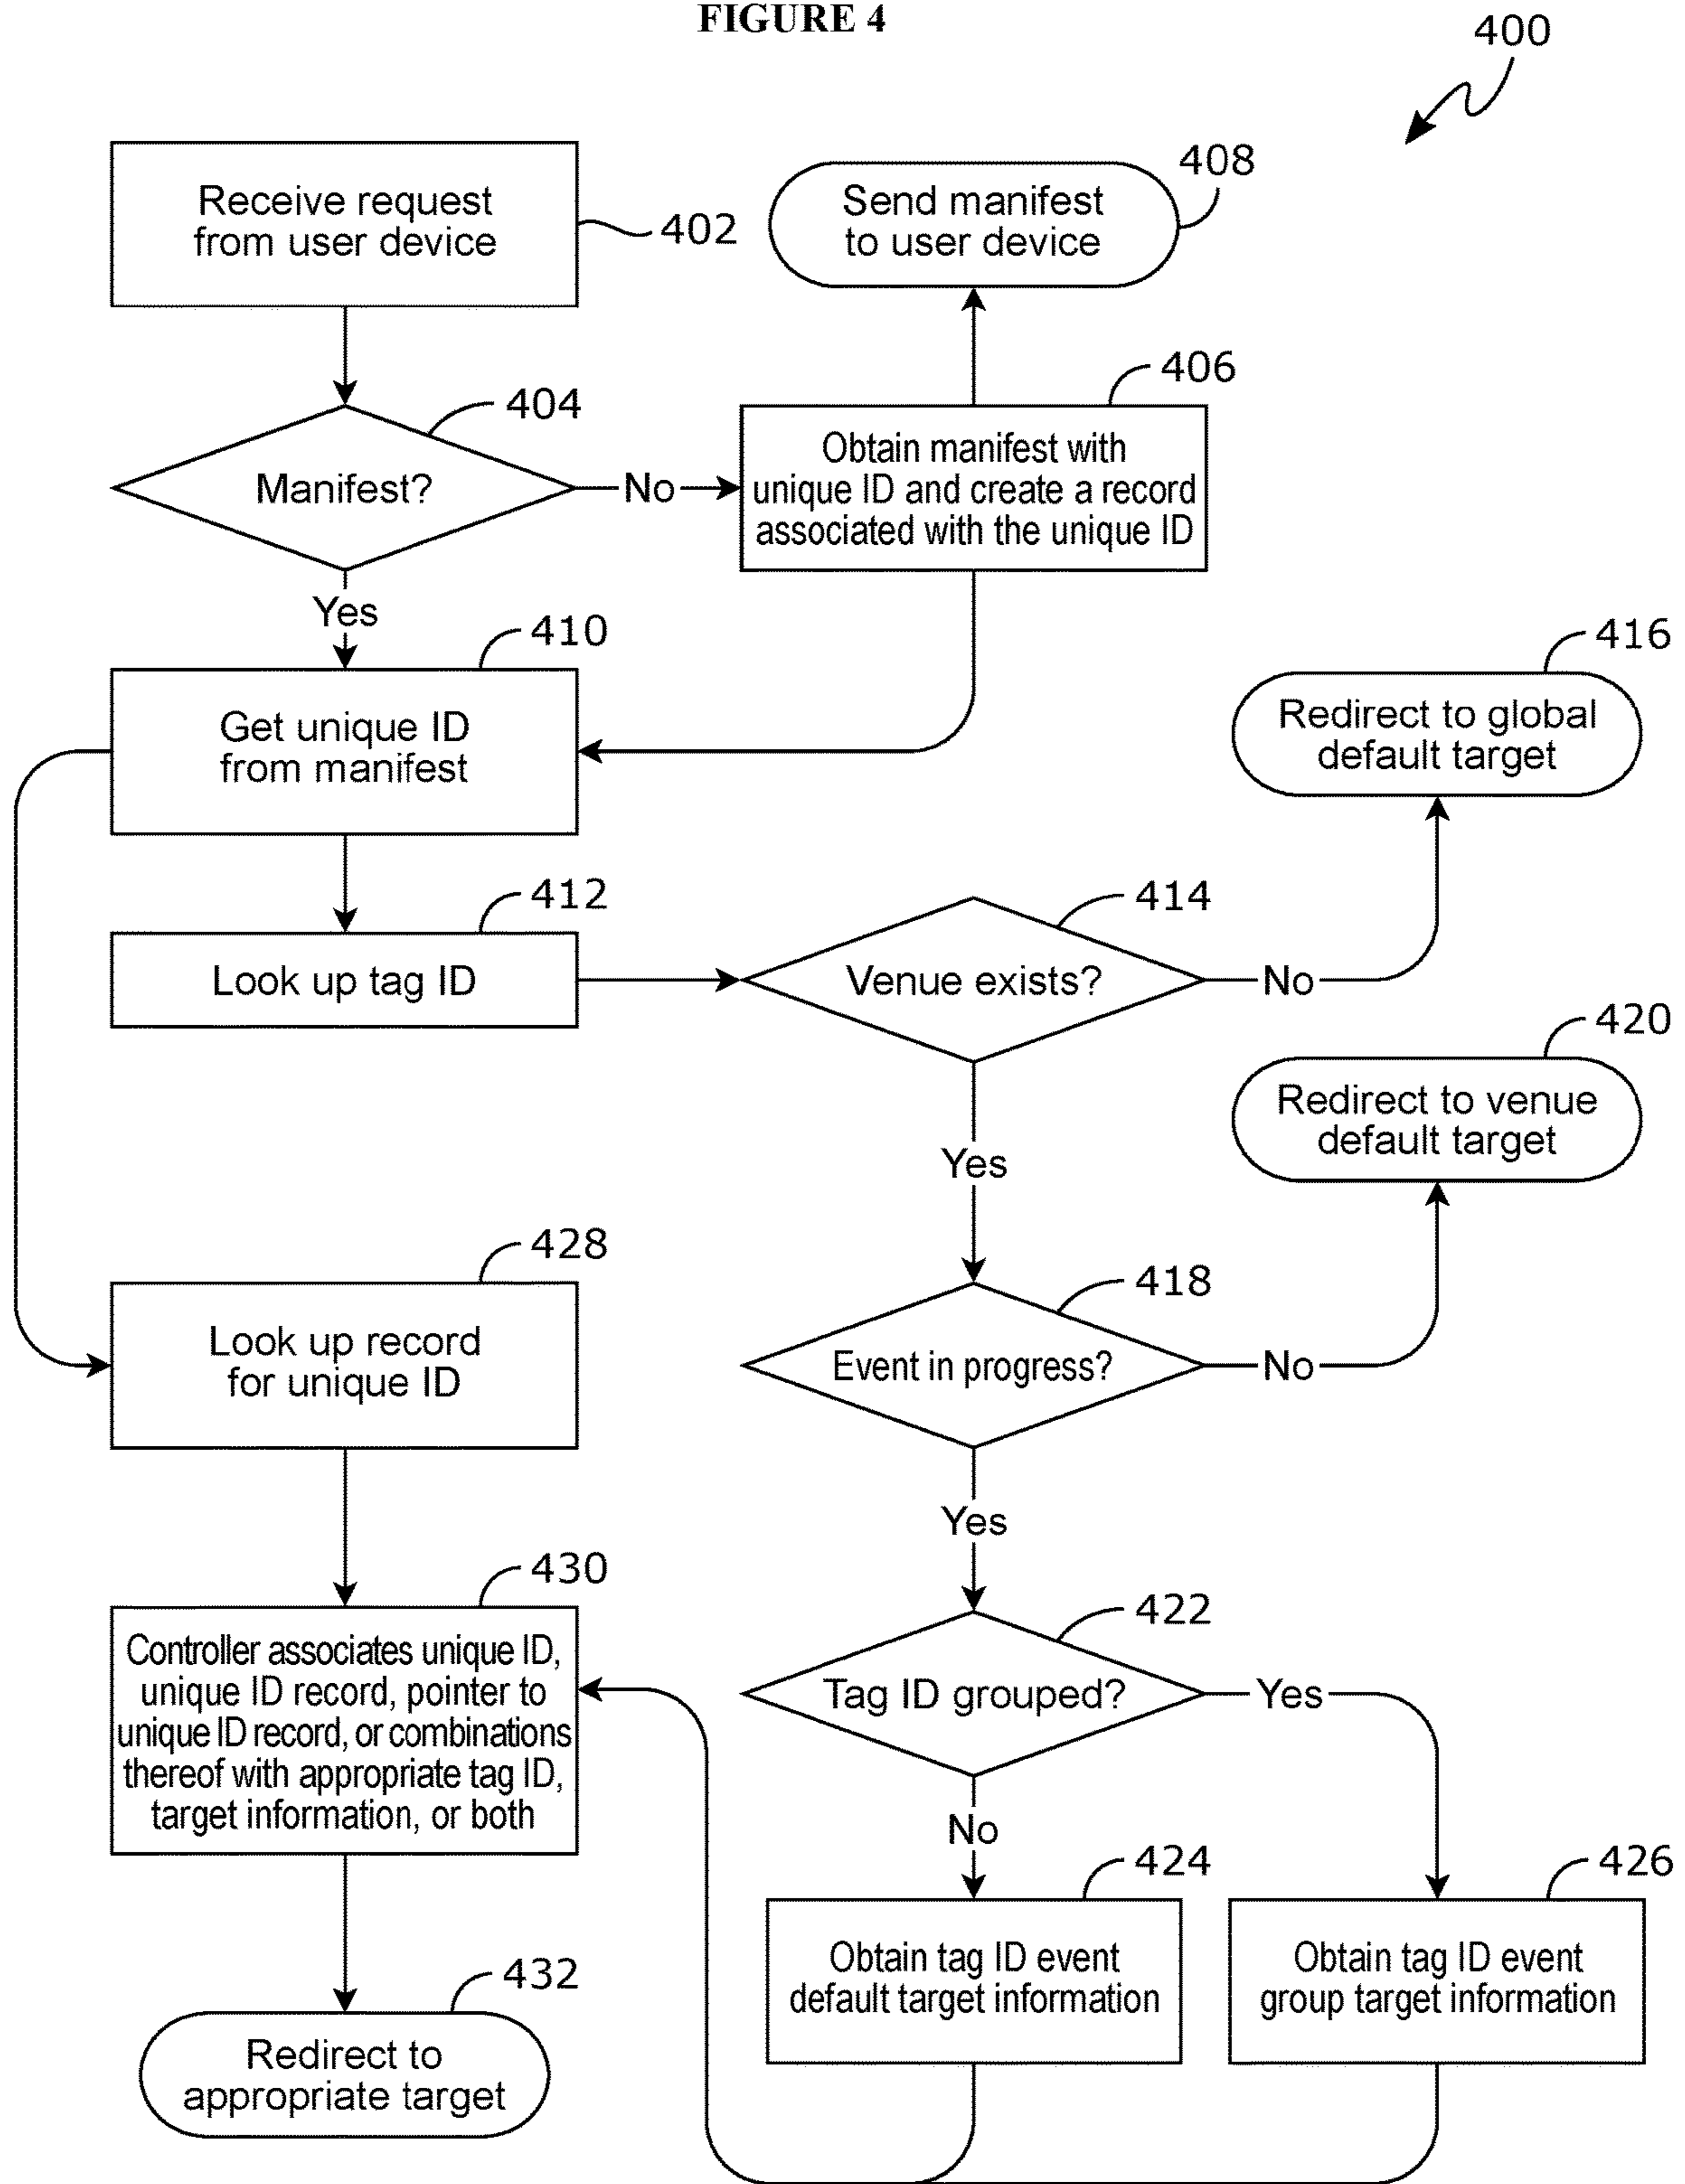 FIGURE 4
400
Receive request
from user device
402
Send manifest
to user device
408
404
Manifest?
No
406
Obtain manifest with
unique ID and create a record
associated with the unique ID
Yes
410
Get unique ID
from manifest
416
Redirect to global
default target
412
Look up tag ID
414
Venue exists?
No
420
Redirect to venue
default target
Yes
428
Look up record
for unique ID
418
Event in progress?
No
Yes
430
Controller associates unique ID,
unique ID record, pointer to
unique ID record, or combinations
thereof with appropriate tag ID,
target information, or both
422
Tag ID grouped?
Yes
No
424
Obtain tag ID event
default target information
426
Obtain tag ID event
group target information
432
Redirect to
appropriate target